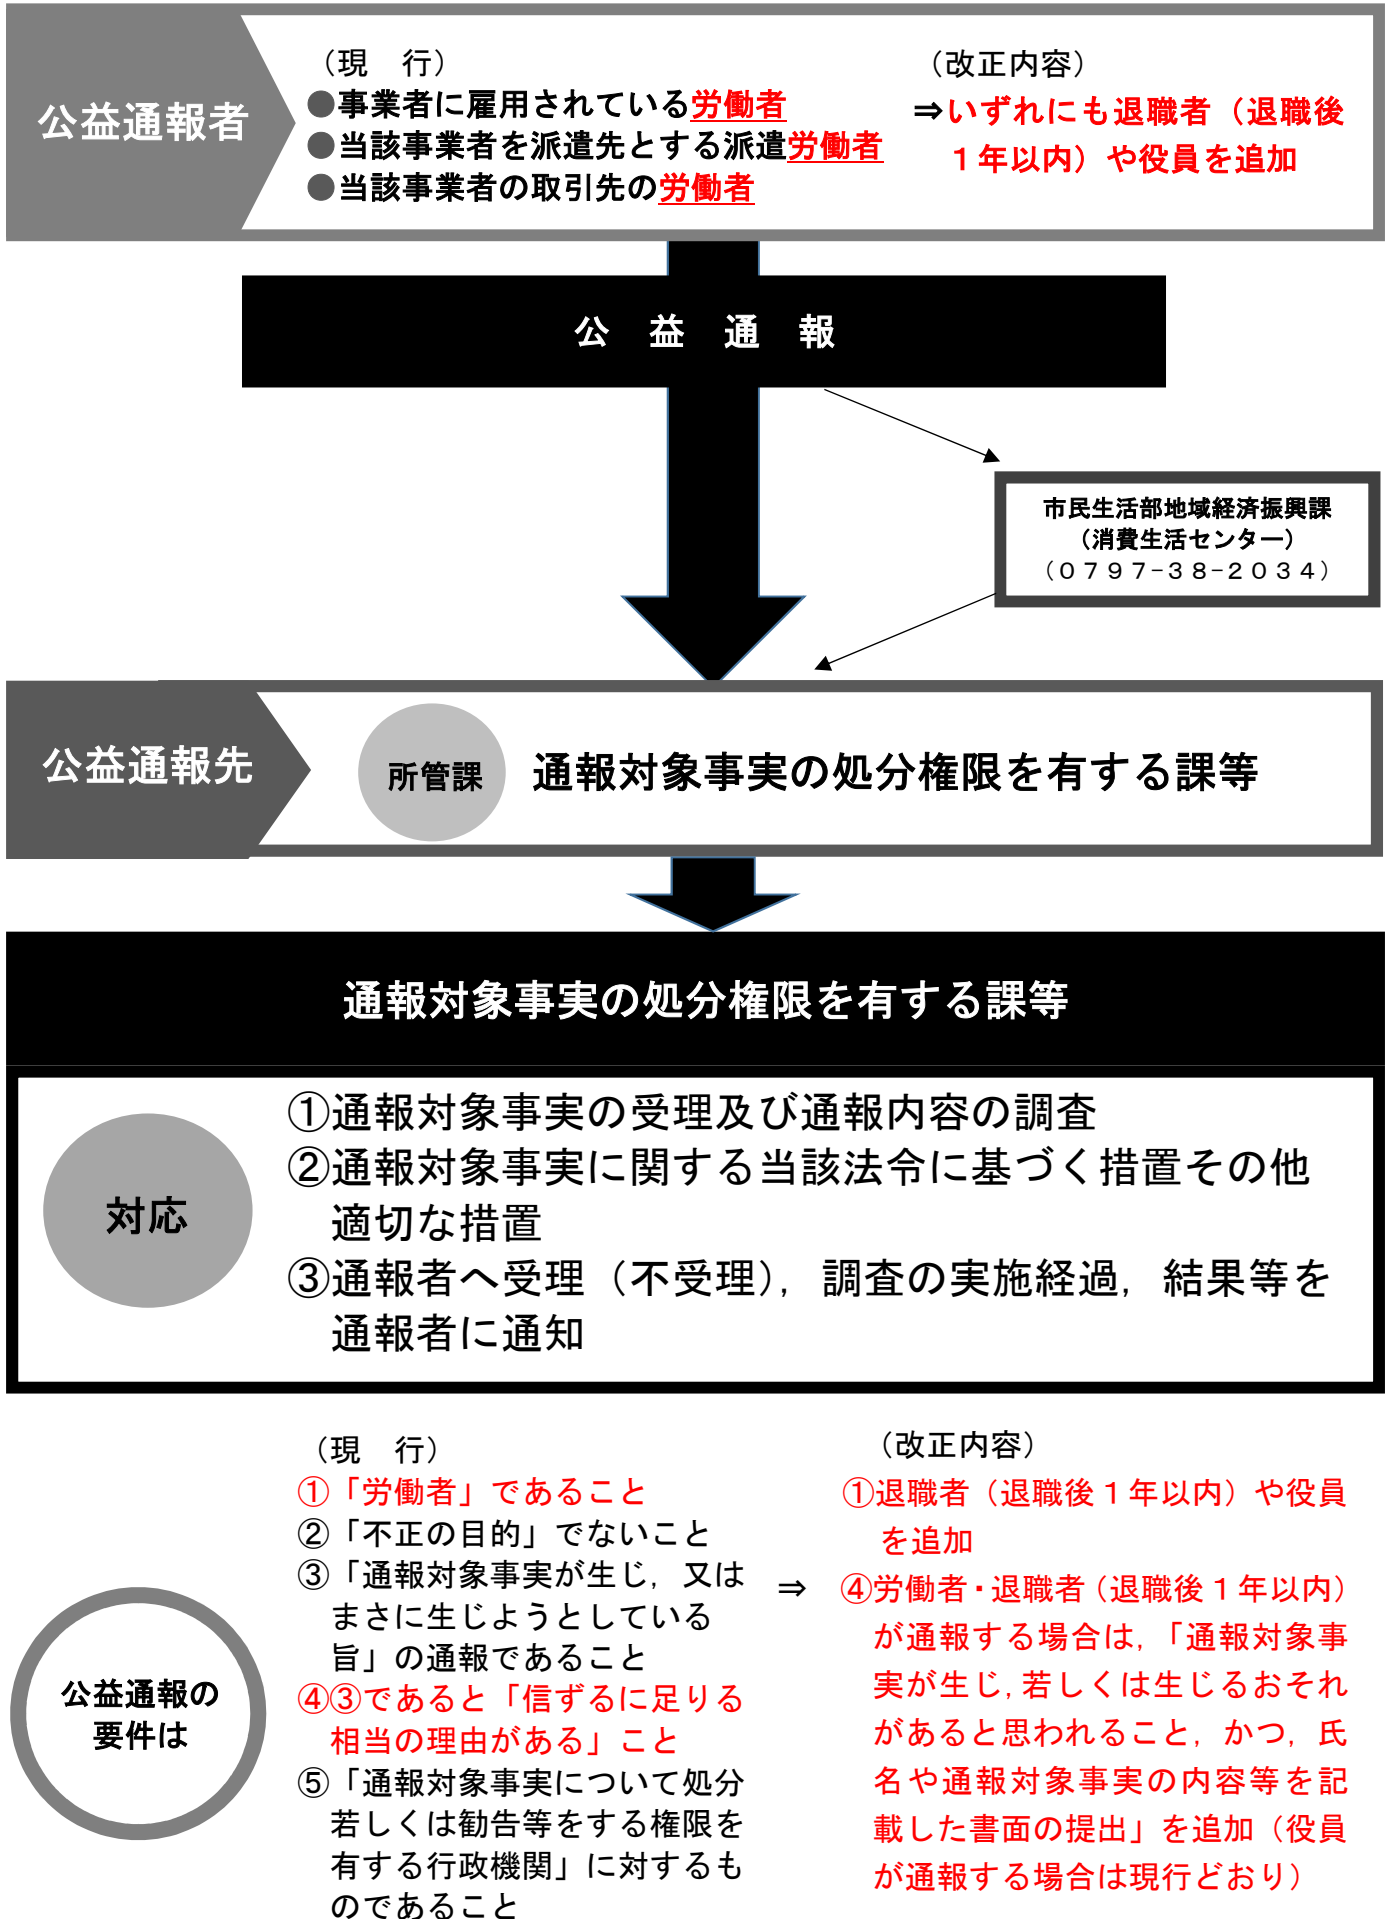 公益通報者
（現　行）
●事業者に雇用されている労働者
●当該事業者を派遣先とする派遣労働者
●当該事業者の取引先の労働者
（改正内容）
⇒いずれにも退職者（退職後
１年以内）や役員を追加
公　益　通　報
市民生活部地域経済振興課
（消費生活センター）
（０７９７-３８-２０３４）
公益通報先
所管課
通報対象事実の処分権限を有する課等
通報対象事実の処分権限を有する課等
対応
①通報対象事実の受理及び通報内容の調査
②通報対象事実に関する当該法令に基づく措置その他
適切な措置
③通報者へ受理（不受理），調査の実施経過，結果等を
通報者に通知
公益通報の
要件は
（現　行）
①「労働者」であること
②「不正の目的」でないこと
③「通報対象事実が生じ，又は
まさに生じようとしている
旨」の通報であること
④③であると「信ずるに足りる
相当の理由がある」こと
⑤「通報対象事実について処分
若しくは勧告等をする権限を
有する行政機関」に対するも
のであること
⇒
（改正内容）
①退職者（退職後１年以内）や役員
を追加
④労働者・退職者（退職後１年以内）
が通報する場合は，「通報対象事
実が生じ，若しくは生じるおそれ
があると思われること，かつ，氏
名や通報対象事実の内容等を記
載した書面の提出」を追加（役員
が通報する場合は現行どおり）